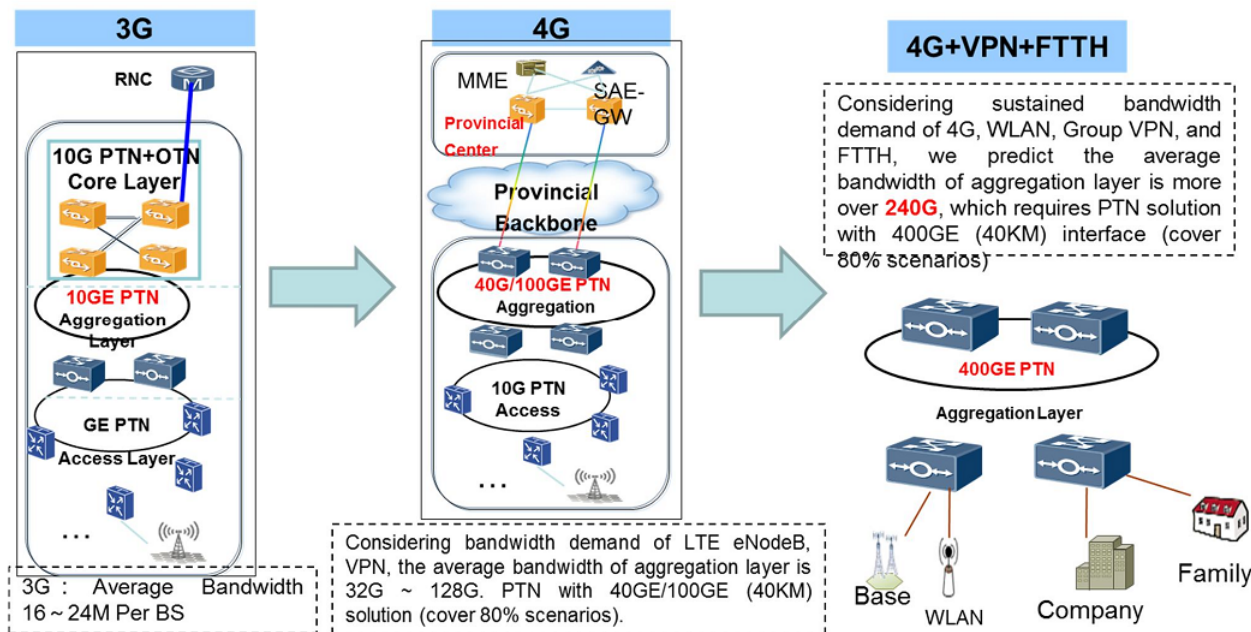 3G
RNC
10G PTN+OTN
Core Layer
10GE PTN
Aggregation
Layer
GE PTN
Access Layer
...
3G : Average Bandwidth
16 ~ 24M Per BS
4G
MME
SAE-
GW
Provincial
Center
Provincial
Backbone
40G/100GE PTN
Aggregation
10G PTN
Access
...
Considering bandwidth demand of LTE eNodeB,
VPN, the average bandwidth of aggregation layer is
32G ~ 128G. PTN with 40GE/100GE (40KM)
solution (cover 80% scenarios).
4G+VPN+FTTH
Considering sustained bandwidth
demand of 4G, WLAN, Group VPN, and
FTTH, we predict the average
bandwidth of aggregation layer is more
over 240G, which requires PTN solution
with 400GE (40KM) interface (cover
80% scenarios)
400GE PTN
Aggregation Layer
Base
WLAN
Company
Family